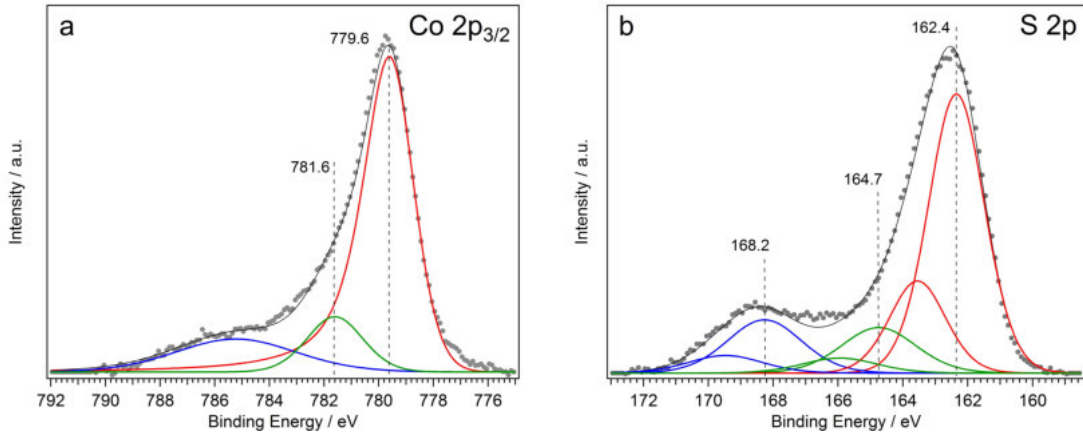 a
Co 2p3/2
779.6
781.6
Intensity / a.u.
792 790 788 786 784 782 780 778 776
Binding Energy / eV
b
S 2p
162.4
164.7
168.2
Intensity / a.u.
172 170 168 166 164 162 160
Binding Energy / eV